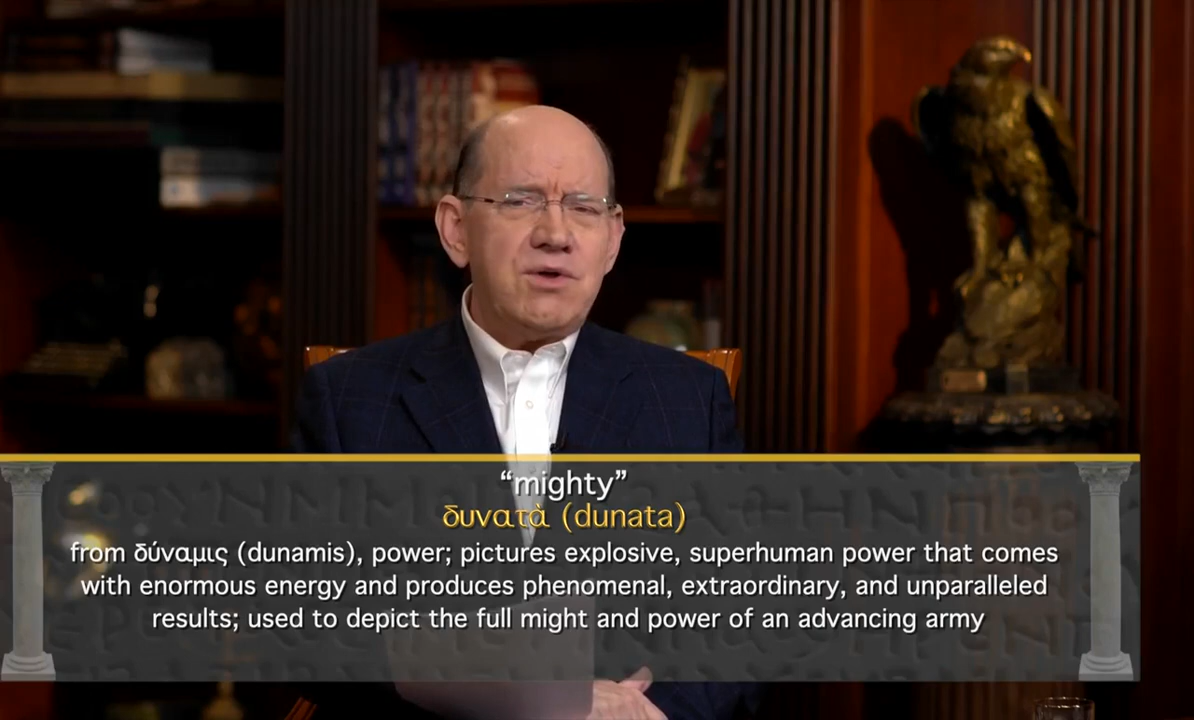 “mighty”
δυνατὰ (dunata)
from δύναμις (dunamis), power; pictures explosive, superhuman power that comes
with enormous energy and produces phenomenal, extraordinary, and unparalleled
results; used to depict the full might and power of an advancing army